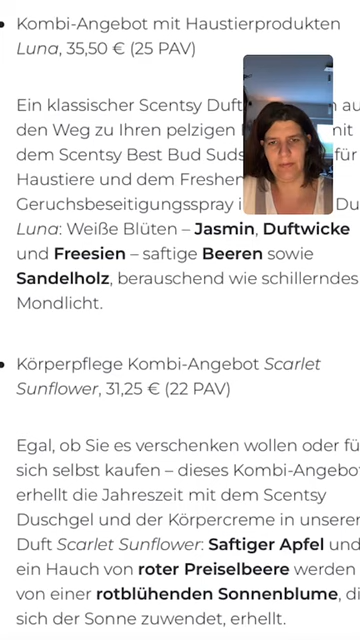 Kombi-Angebot mit Haustierprodukten
Luna, 35,50 € (25 PAV)
Ein klassischer Scentsy Duft
den Weg zu Ihren pelzigen
dem Scentsy Best Bud Suds für
Haustiere und dem Freshen
Geruchsbeseitigungsspray
Luna: Weiße Blüten – Jasmin, Duftwicke
und Freesien – saftige Beeren sowie
Sandelholz, berauschend wie schillerndes
Mondlicht.
Körperpflege Kombi-Angebot Scarlet
Sunflower, 31,25 € (22 PAV)
Egal, ob Sie es verschenken wollen oder
sich selbst kaufen – dieses
erhellt die Jahreszeit mit dem Scentsy
Duschgel und der Körpercreme in unserer
Duft Scarlet Sunflower: Saftiger Apfel und
ein Hauch von roter Preiselbeere werden
von einer rotblühenden Sonnenblume,
sich der Sonne zuwendet, erhellt.